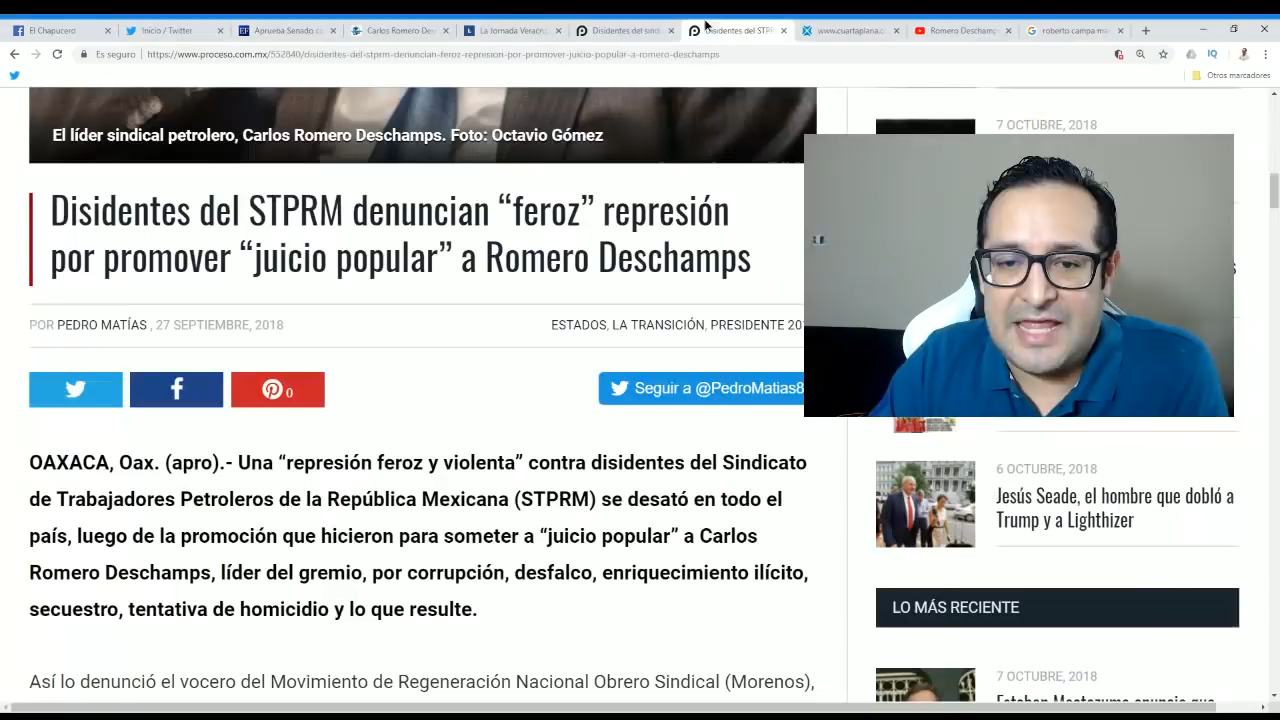 El Chapucero
Inicio / Twitter
Aprueba Senado c
Carlos Romero De
La Jornada Verac
Disidentes del sin
Disidentes del STPR
www.cuartaplana.c
Romero Deschamp
roberto campa ma
Es seguro
https://www.proceso.com.mx/552840/disidentes-del-stprm-denuncian-feroz-represion-por-promover-juicio-popular-a-romero-deschamps
Otros marcadores
El líder sindical petrolero, Carlos Romero Deschamps. Foto: Octavio Gómez
Disidentes del STPRM denuncian “feroz” represión
por promover “juicio popular” a Romero Deschamps
POR PEDRO MATÍAS , 27 SEPTIEMBRE, 2018
ESTADOS, LA TRANSICIÓN, PRESIDENTE 20
0
Seguir a @PedroMatias8
OAXACA, Oax. (apro).- Una “represión feroz y violenta” contra disidentes del Sindicato
de Trabajadores Petroleros de la República Mexicana (STPRM) se desató en todo el
país, luego de la promoción que hicieron para someter a “juicio popular” a Carlos
Romero Deschamps, líder del gremio, por corrupción, desfalco, enriquecimiento ilícito,
secuestro, tentativa de homicidio y lo que resulte.
Así lo denunció el vocero del Movimiento de Regeneración Nacional Obrero Sindical (Morenos),
7 OCTUBRE, 2018
6 OCTUBRE, 2018
Jesús Seade, el hombre que dobló a
Trump y a Lighthizer
LO MÁS RECIENTE
7 OCTUBRE, 2018